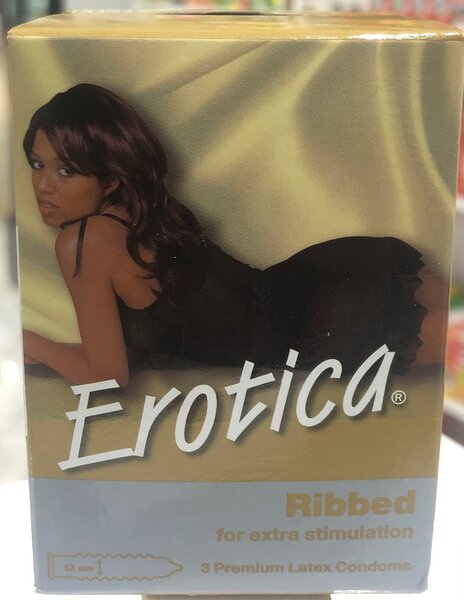 Erotica®
Ribbed
for extra stimulation
52 mm
3 Premium Latex Condoms